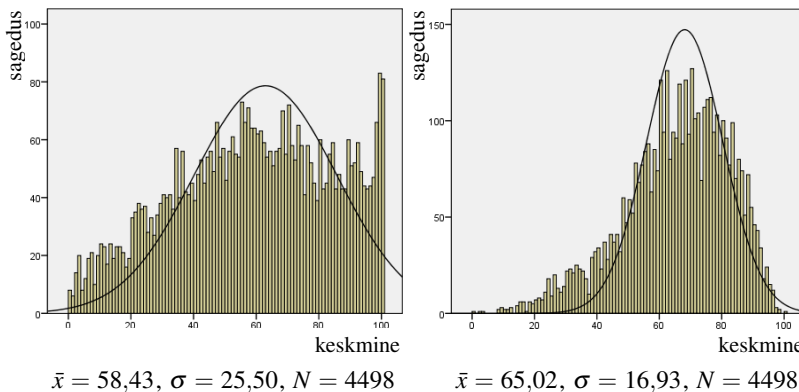 sagedus
100
80
60
40
20
0
0 20 40 60 80 100
keskmine
x̄ = 58,43, σ = 25,50, N = 4498
sagedus
150
100
50
0
0 20 40 60 80 100
keskmine
x̄ = 65,02, σ = 16,93, N = 4498